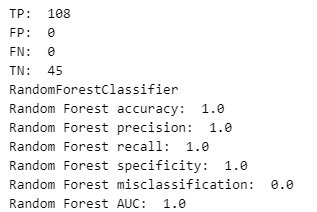 TP:  108
FP:  0
FN:  0
TN:  45
RandomForestClassifier
Random Forest accuracy:  1.0
Random Forest precision:  1.0
Random Forest recall:  1.0
Random Forest specificity:  1.0
Random Forest misclassification:  0.0
Random Forest AUC:  1.0